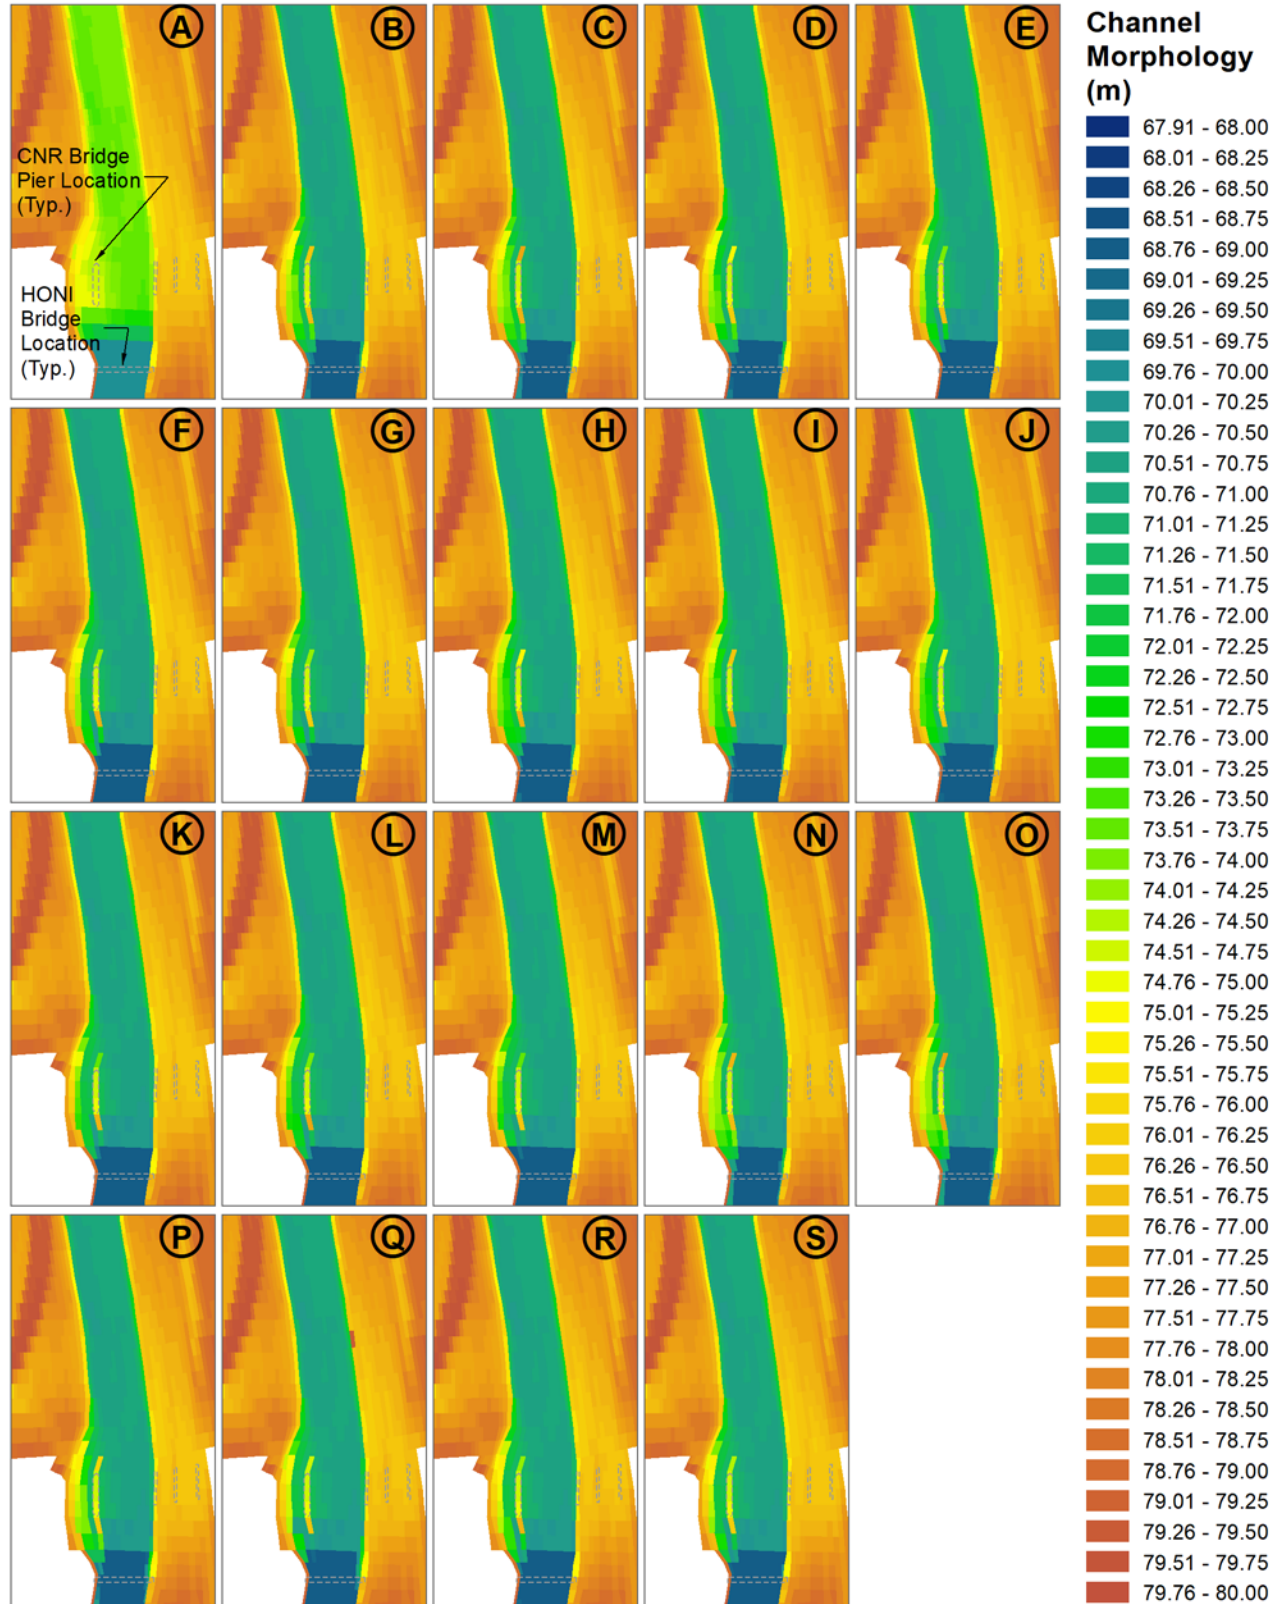 A
B
C
D
E
CNR Bridge
Pier Location
(Typ.)
HONI
Bridge
Location
(Typ.)
F
G
H
I
J
K
L
M
N
O
P
Q
R
S
Channel
Morphology
(m)
67.91 - 68.00
68.01 - 68.25
68.26 - 68.50
68.51 - 68.75
68.76 - 69.00
69.01 - 69.25
69.26 - 69.50
69.51 - 69.75
69.76 - 70.00
70.01 - 70.25
70.26 - 70.50
70.51 - 70.75
70.76 - 71.00
71.01 - 71.25
71.26 - 71.50
71.51 - 71.75
71.76 - 72.00
72.01 - 72.25
72.26 - 72.50
72.51 - 72.75
72.76 - 73.00
73.01 - 73.25
73.26 - 73.50
73.51 - 73.75
73.76 - 74.00
74.01 - 74.25
74.26 - 74.50
74.51 - 74.75
74.76 - 75.00
75.01 - 75.25
75.26 - 75.50
75.51 - 75.75
75.76 - 76.00
76.01 - 76.25
76.26 - 76.50
76.51 - 76.75
76.76 - 77.00
77.01 - 77.25
77.26 - 77.50
77.51 - 77.75
77.76 - 78.00
78.01 - 78.25
78.26 - 78.50
78.51 - 78.75
78.76 - 79.00
79.01 - 79.25
79.26 - 79.50
79.51 - 79.75
79.76 - 80.00